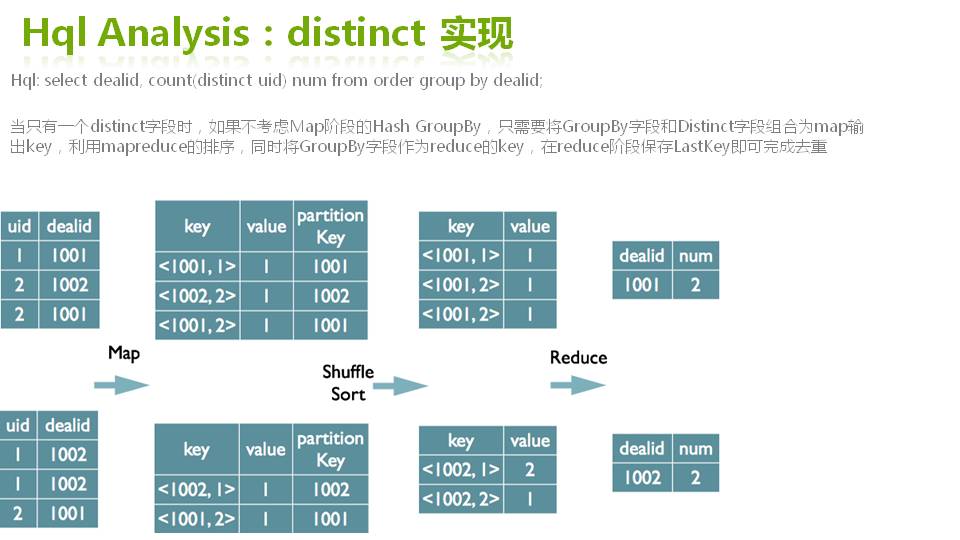 Hql Analysis：distinct 实现
Hql: select dealid, count(distinct uid) num from order group by dealid;
当只有一个distinct字段时，如果不考虑Map阶段的Hash GroupBy，只需要将GroupBy字段和Distinct字段组合为map输
出key，利用mapreduce的排序，同时将GroupBy字段作为reduce的key，在reduce阶段保存LastKey即可完成去重
uid dealid
1 1001
2 1002
2 1001
key value partition Key
<1001, 1> 1 1001
<1002, 2> 1 1002
<1001, 2> 1 1001
key value
<1001, 1> 1
<1001, 2> 1
<1001, 2> 1
dealid num
1001 2
Map
Shuffle
Sort
Reduce
uid dealid
1 1002
1 1002
2 1001
key value partition Key
<1002, 1> 1 1002
<1001, 2> 1 1001
key value
<1002, 1> 2
<1002, 2> 1
dealid num
1002 2